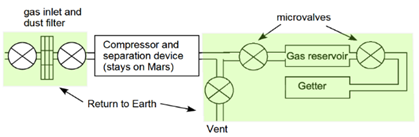 gas inlet and
dust filter
microvalves
Compressor and
separation device
(stays on Mars)
Gas reservoir
Getter
Return to Earth
Vent